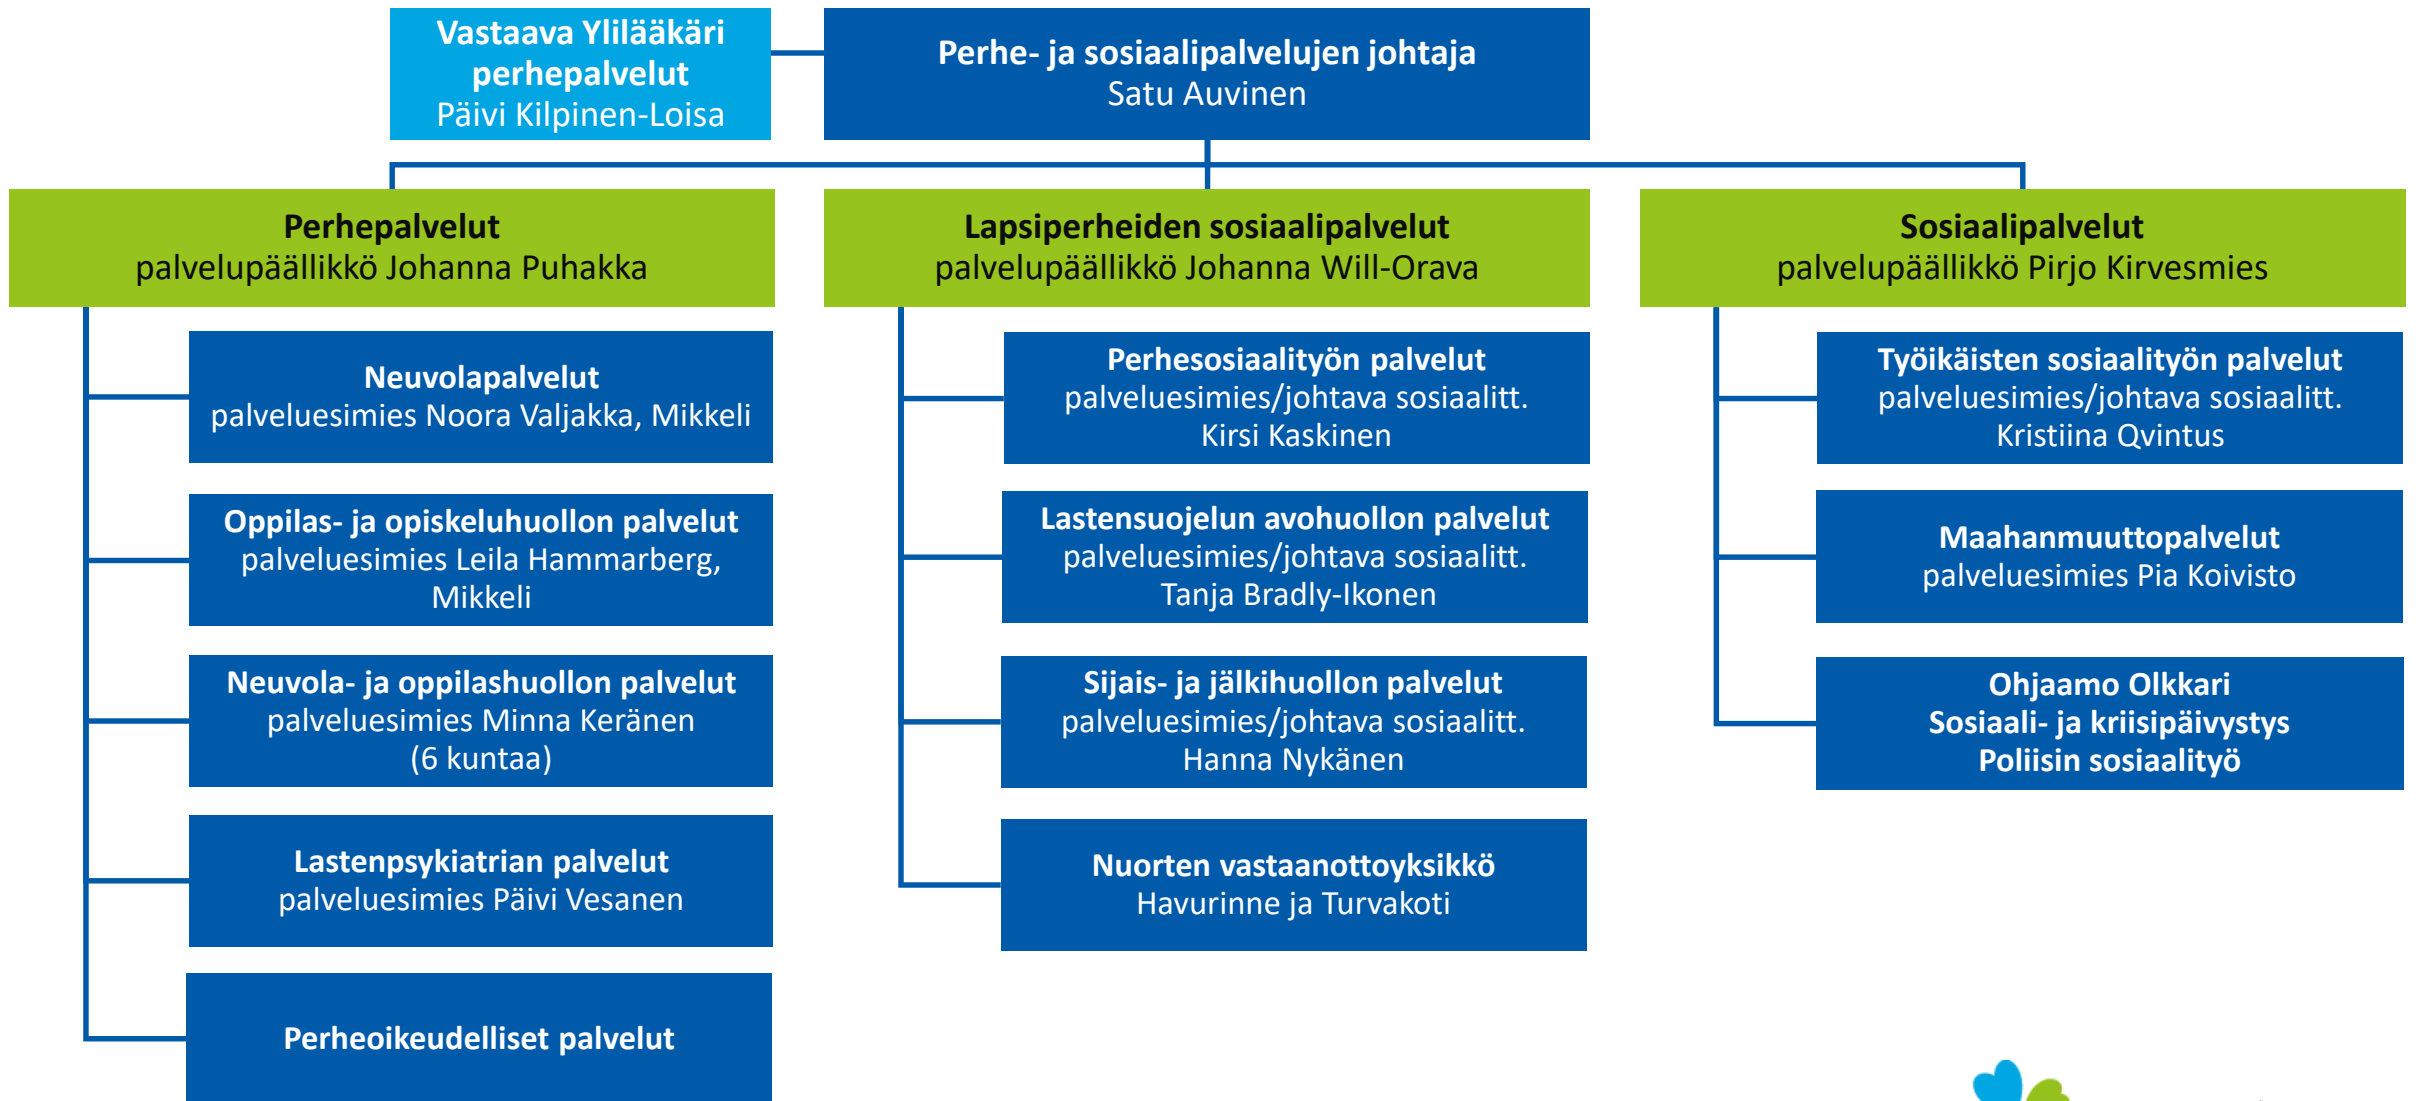 Vastaava Ylilääkäri
perhepalvelut
Päivi Kilpinen-Loisa
Perhe- ja sosiaalipalvelujen johtaja
Satu Auvinen
Perhepalvelut
palvelupäällikkö Johanna Puhakka
Neuvolapalvelut
palveluesimies Noora Valjakka, Mikkeli
Oppilas- ja opiskeluhuollon palvelut
palveluesimies Leila Hammarberg,
Mikkeli
Neuvola- ja oppilashuollon palvelut
palveluesimies Minna Keränen
(6 kuntaa)
Lastenpsykiatrian palvelut
palveluesimies Päivi Vesanen
Perheoikeudelliset palvelut
Lapsiperheiden sosiaalipalvelut
palvelupäällikkö Johanna Will-Orava
Perhesosiaalityön palvelut
palveluesimies/johtava sosiaalitt.
Kirsi Kaskinen
Lastensuojelun avohuollon palvelut
palveluesimies/johtava sosiaalitt.
Tanja Bradly-Ikonen
Sijais- ja jälkihuollon palvelut
palveluesimies/johtava sosiaalitt.
Hanna Nykänen
Nuorten vastaanottoyksikkö
Havurinne ja Turvakoti
Sosiaalipalvelut
palvelupäällikkö Pirjo Kirvesmies
Työikäisten sosiaalityön palvelut
palveluesimies/johtava sosiaalitt.
Kristiina Qvintus
Maahanmuuttopalvelut
palveluesimies Pia Koivisto
Ohjaamo Olkkari
Sosiaali- ja kriisipäivystys
Poliisin sosiaalityö